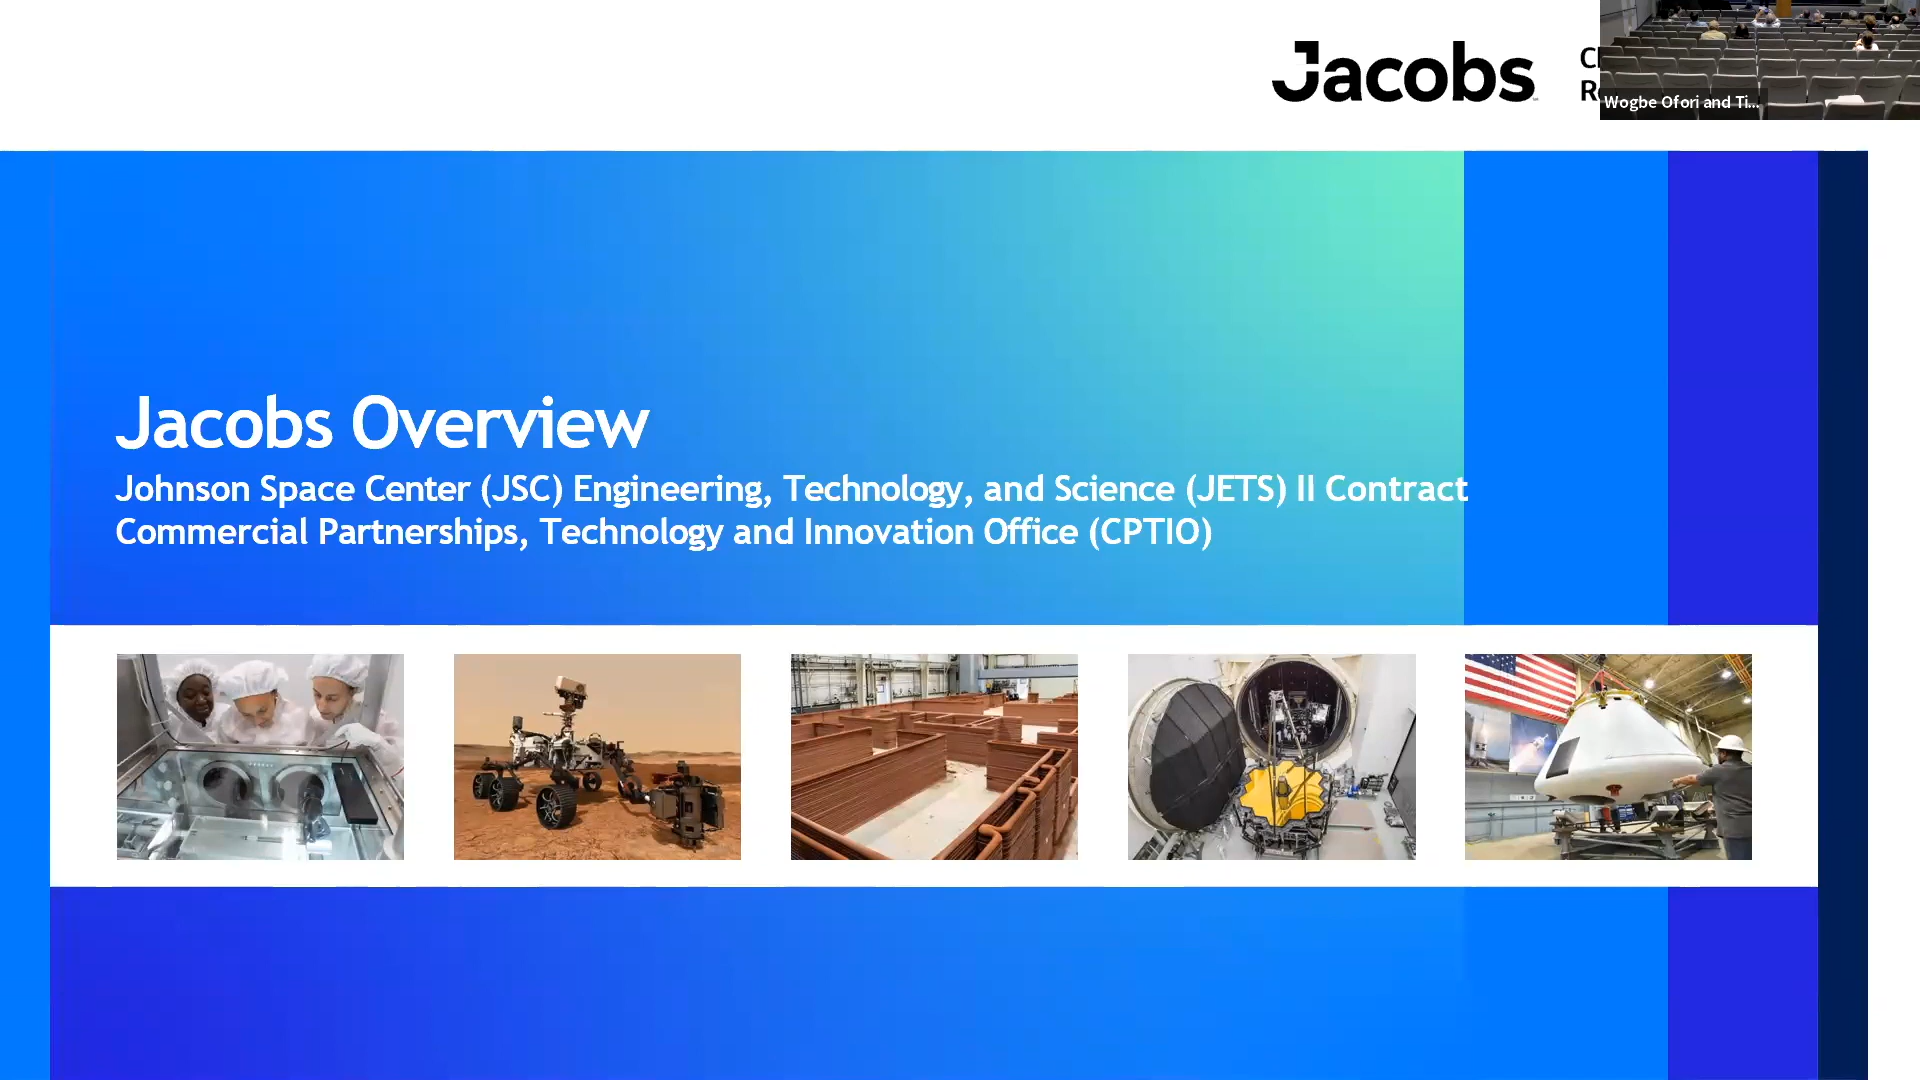 Jacobs
Wogbe Ofori and Ti...
Jacobs Overview
Johnson Space Center (JSC) Engineering, Technology, and Science (JETS) II Contract
Commercial Partnerships, Technology and Innovation Office (CPTIO)